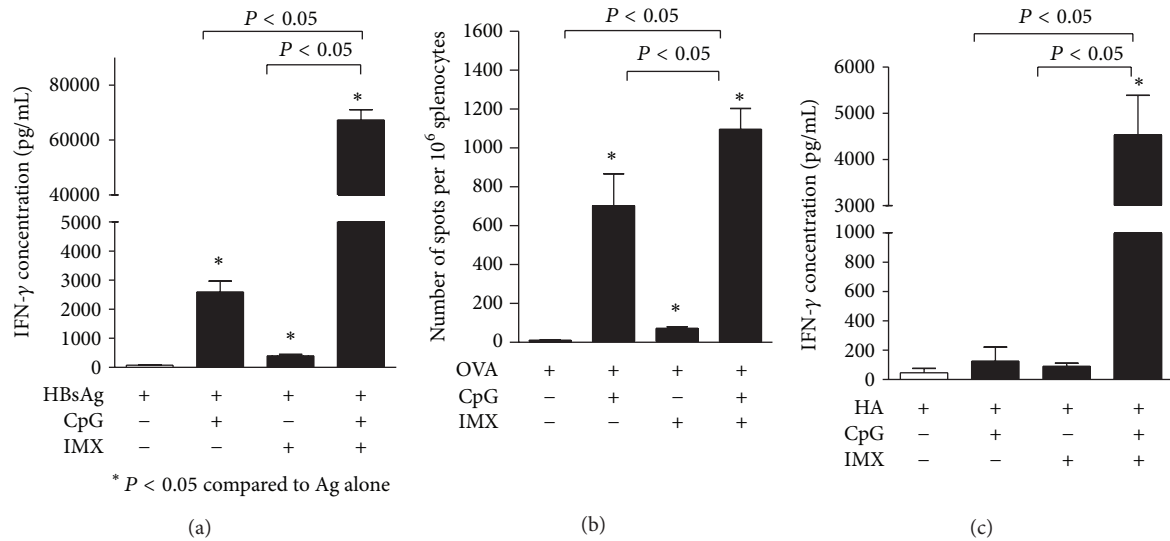 P < 0.05
P < 0.05
*
*
*
80000
60000
40000
5000
4000
3000
2000
1000
0
IFN-γ concentration (pg/mL)
HBsAg + + + +
CpG − + − +
IMX − − + +
* P < 0.05 compared to Ag alone
(a)
P < 0.05
P < 0.05
*
*
*
1600
1400
1200
1000
800
600
400
200
0
Number of spots per 10⁶ splenocytes
OVA + + + +
CpG − + − +
IMX − − + +
(b)
P < 0.05
P < 0.05
*
6000
5000
4000
3000
1000
800
600
400
200
0
IFN-γ concentration (pg/mL)
HA + + + +
CpG − + − +
IMX − − + +
(c)